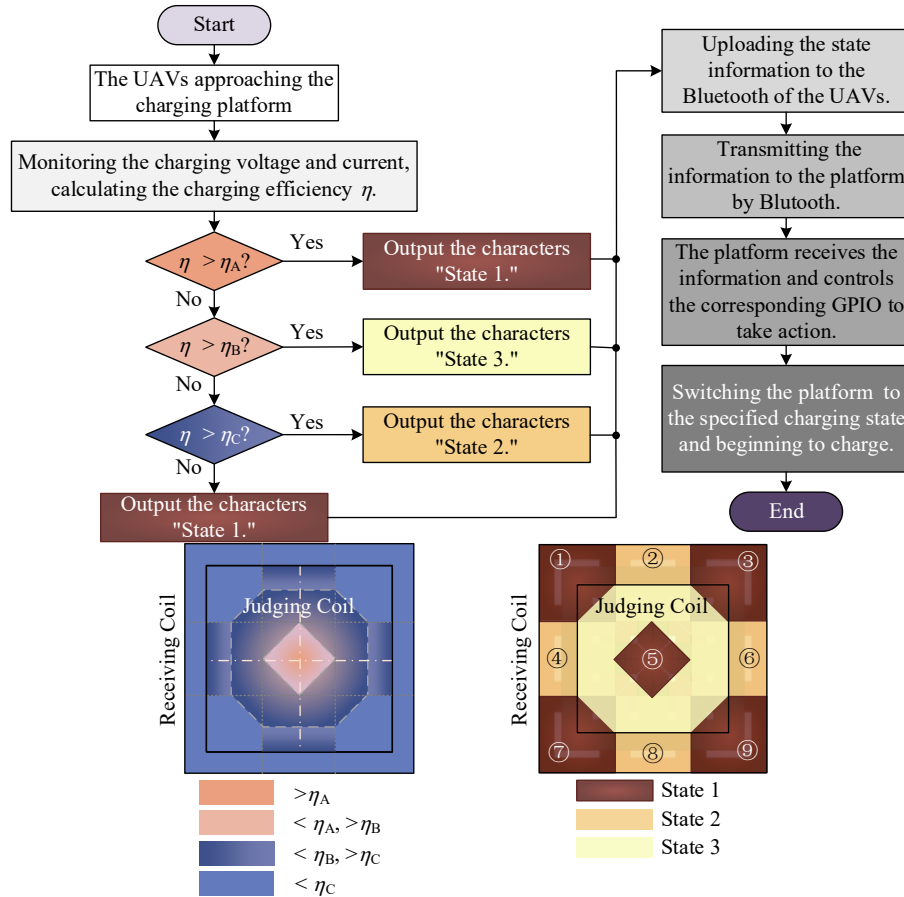 Start
The UAVs approaching the
charging platform
Monitoring the charging voltage and current,
calculating the charging efficiency η.
η > ηA?
Yes
Output the characters
"State 1."
No
η > ηB?
Yes
Output the characters
"State 3."
No
η > ηC?
Yes
Output the characters
"State 2."
No
Output the characters
"State 1."
Uploading the state
information to the
Bluetooth of the UAVs.
Transmitting the
information to the platform
by Blutooth.
The platform receives the
information and controls
the corresponding GPIO to
take action.
Switching the platform to
the specified charging state
and beginning to charge.
End
Receiving Coil
Judging Coil
>ηA
< ηA, >ηB
< ηB, >ηC
< ηC
Receiving Coil
Judging Coil
① ② ③
④ ⑤ ⑥
⑦ ⑧ ⑨
State 1
State 2
State 3